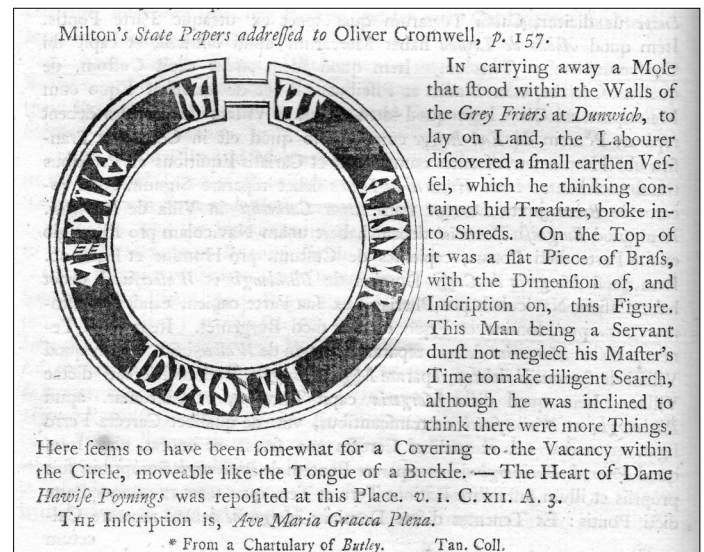 Milton's State Papers addreſſed to Oliver Cromwell, p. 157.
IN carrying away a Mole
that ſtood within the Walls of
the Grey Friers at Dunwich, to
lay on Land, the Labourer
diſcovered a ſmall earthen Veſ-
ſel, which he thinking con-
tained hid Treaſure, broke in-
to Shreds. On the Top of
it was a flat Piece of Braſs,
with the Dimenſion of, and
Inſcription on, this Figure.
This Man being a Servant
durſt not neglect his Maſter's
Time to make diligent Search,
although he was inclined to
think there were more Things.
Here ſeems to have been ſomewhat for a Covering to the Vacancy within
the Circle, moveable like the Tongue of a Buckle. — The Heart of Dame
Hawiſe Poynings was repoſited at this Place. v. 1. C. XII. A. 3.
THE Inſcription is, Ave Maria Gracca Plena.
* From a Chartulary of Butley. Tan. Coll.